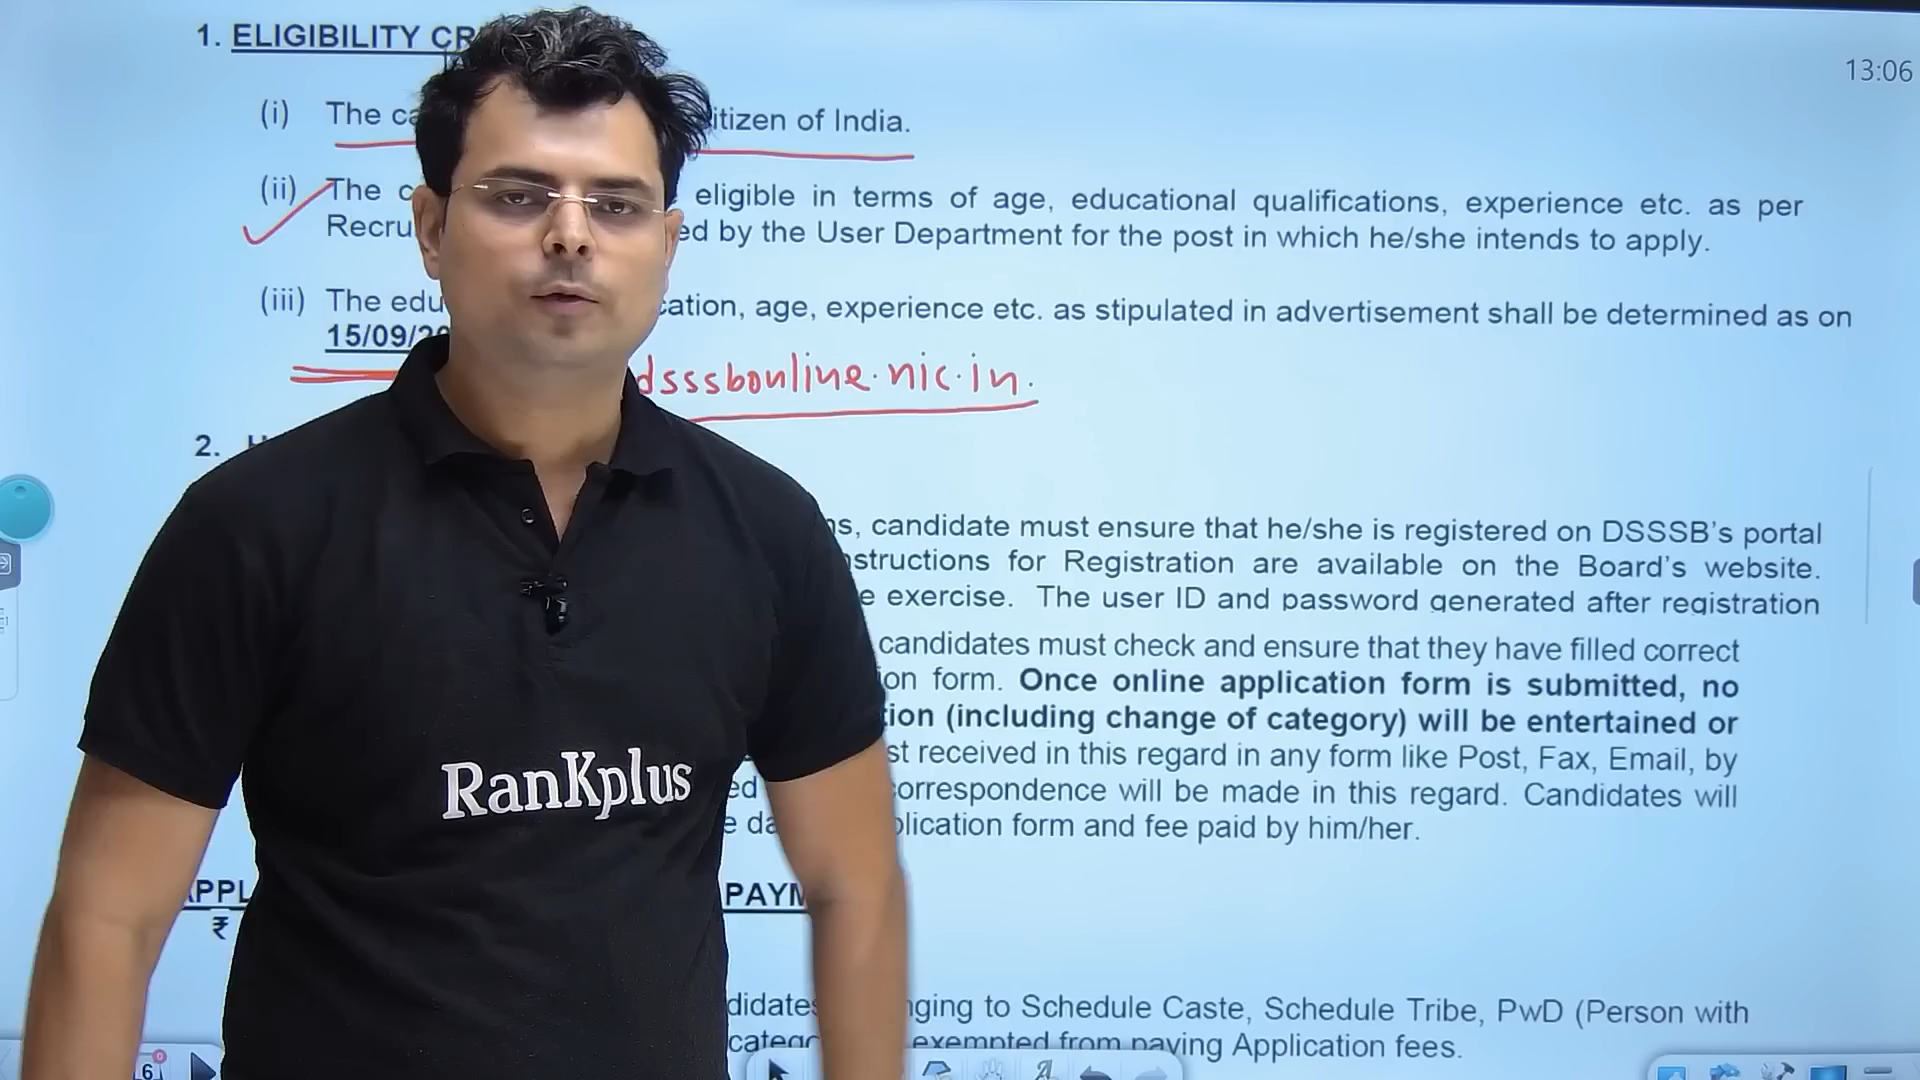 1. ELIGIBILITY
13:06
(i) The itizen of India.
(ii) The eligible in terms of age, educational qualifications, experience etc. as per
Recru ed by the User Department for the post in which he/she intends to apply.
(iii) The edu cation, age, experience etc. as stipulated in advertisement shall be determined as on
15/09/20
dsssbonline.nic.in.
2.
ns, candidate must ensure that he/she is registered on DSSSB's portal
nstructions for Registration are available on the Board's website.
e exercise. The user ID and password generated after registration
candidates must check and ensure that they have filled correct
ion form. Once online application form is submitted, no
tion (including change of category) will be entertained or
st received in this regard in any form like Post, Fax, Email, by
ed correspondence will be made in this regard. Candidates will
e da plication form and fee paid by him/her.
APPL PAYM
₹
didates nging to Schedule Caste, Schedule Tribe, PwD (Person with
categ exempted from paying Application fees.
RanKplus
6